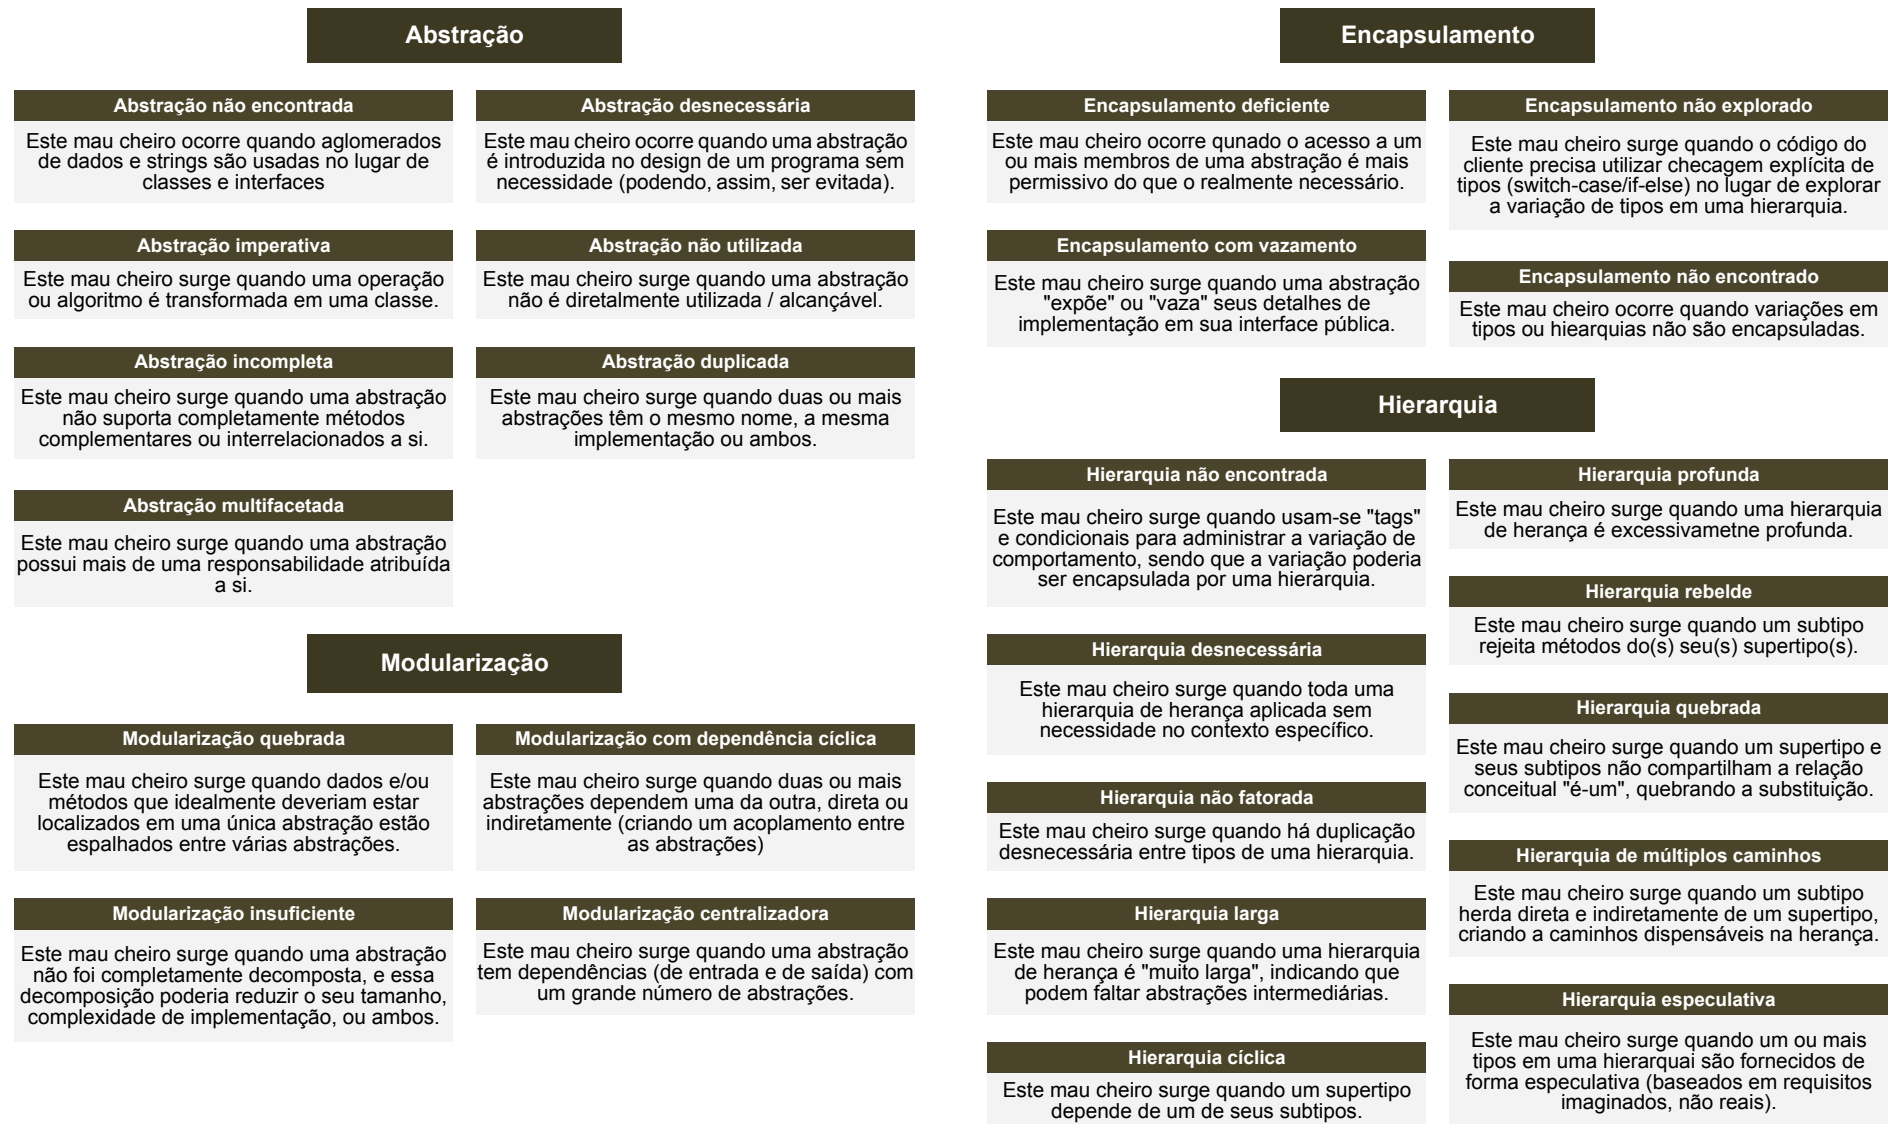 Abstração
Abstração não encontrada
Este mau cheiro ocorre quando aglomerados
de dados e strings são usadas no lugar de
classes e interfaces
Abstração desnecessária
Este mau cheiro ocorre quando uma abstração
é introduzida no design de um programa sem
necessidade (podendo, assim, ser evitada).
Abstração imperativa
Este mau cheiro surge quando uma operação
ou algoritmo é transformada em uma classe.
Abstração não utilizada
Este mau cheiro surge quando uma abstração
não é diretalmente utilizada / alcançável.
Abstração incompleta
Este mau cheiro surge quando uma abstração
não suporta completamente métodos
complementares ou interrelacionados a si.
Abstração duplicada
Este mau cheiro surge quando duas ou mais
abstrações têm o mesmo nome, a mesma
implementação ou ambos.
Abstração multifacetada
Este mau cheiro surge quando uma abstração
possui mais de uma responsabilidade atribuída
a si.
Modularização
Modularização quebrada
Este mau cheiro surge quando dados e/ou
métodos que idealmente deveriam estar
localizados em uma única abstração estão
espalhados entre várias abstrações.
Modularização com dependência cíclica
Este mau cheiro surge quando duas ou mais
abstrações dependem uma da outra, direta ou
indiretamente (criando um acoplamento entre
as abstrações)
Modularização insuficiente
Este mau cheiro surge quando uma abstração
não foi completamente decomposta, e essa
decomposição poderia reduzir o seu tamanho,
complexidade de implementação, ou ambos.
Modularização centralizadora
Este mau cheiro surge quando uma abstração
tem dependências (de entrada e de saída) com
um grande número de abstrações.
Encapsulamento
Encapsulamento deficiente
Este mau cheiro ocorre qunado o acesso a um
ou mais membros de uma abstração é mais
permissivo do que o realmente necessário.
Encapsulamento não explorado
Este mau cheiro surge quando o código do
cliente precisa utilizar checagem explícita de
tipos (switch-case/if-else) no lugar de explorar
a variação de tipos em uma hierarquia.
Encapsulamento com vazamento
Este mau cheiro surge quando uma abstração
"expõe" ou "vaza" seus detalhes de
implementação em sua interface pública.
Encapsulamento não encontrado
Este mau cheiro ocorre quando variações em
tipos ou hiearquias não são encapsuladas.
Hierarquia
Hierarquia não encontrada
Este mau cheiro surge quando usam-se "tags"
e condicionais para administrar a variação de
comportamento, sendo que a variação poderia
ser encapsulada por uma hierarquia.
Hierarquia profunda
Este mau cheiro surge quando uma hierarquia
de herança é excessivametne profunda.
Hierarquia rebelde
Este mau cheiro surge quando um subtipo
rejeita métodos do(s) seu(s) supertipo(s).
Hierarquia desnecessária
Este mau cheiro surge quando toda uma
hierarquia de herança aplicada sem
necessidade no contexto específico.
Hierarquia quebrada
Este mau cheiro surge quando um supertipo e
seus subtipos não compartilham a relação
conceitual "é-um", quebrando a substituição.
Hierarquia não fatorada
Este mau cheiro surge quando há duplicação
desnecessária entre tipos de uma hierarquia.
Hierarquia de múltiplos caminhos
Este mau cheiro surge quando um subtipo
herda direta e indiretamente de um supertipo,
criando a caminhos dispensáveis na herança.
Hierarquia larga
Este mau cheiro surge quando uma hierarquia
de herança é "muito larga", indicando que
podem faltar abstrações intermediárias.
Hierarquia especulativa
Este mau cheiro surge quando um ou mais
tipos em uma hierarquai são fornecidos de
forma especulativa (baseados em requisitos
imaginados, não reais).
Hierarquia cíclica
Este mau cheiro surge quando um supertipo
depende de um de seus subtipos.